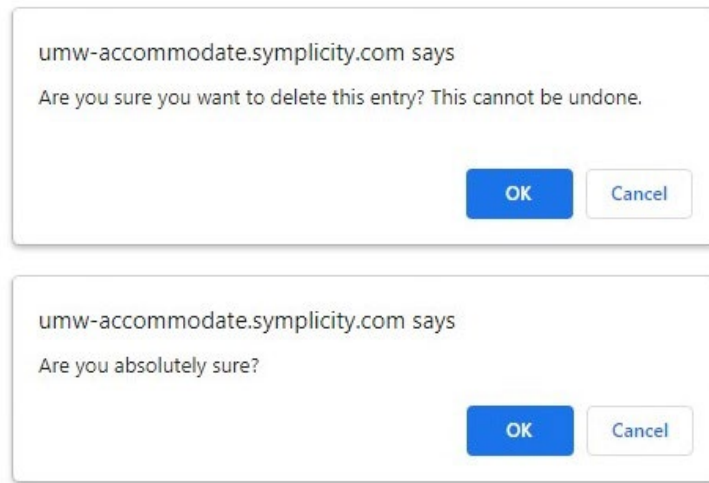 umw-accommodate.symplicity.com says
Are you sure you want to delete this entry? This cannot be undone.
OK Cancel
umw-accommodate.symplicity.com says
Are you absolutely sure?
OK Cancel